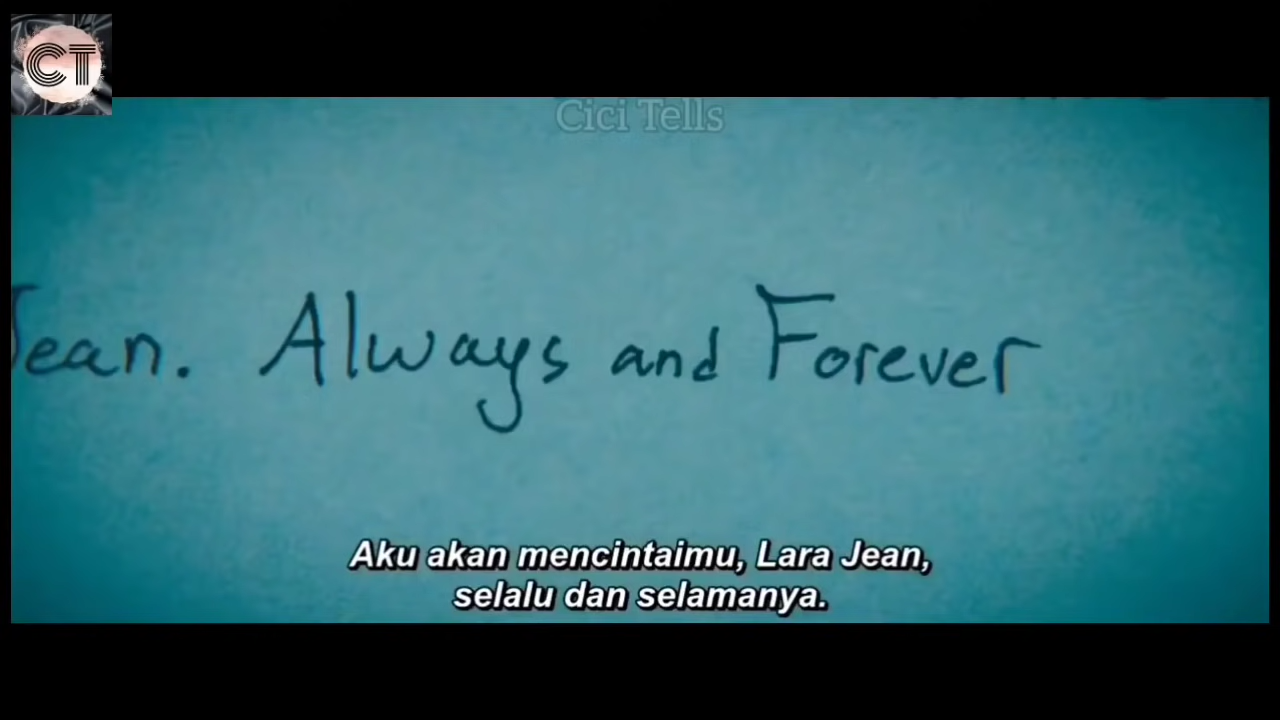 CT
Cici Tells
Jean. Always and Forever
Aku akan mencintaimu, Lara Jean,
selalu dan selamanya.